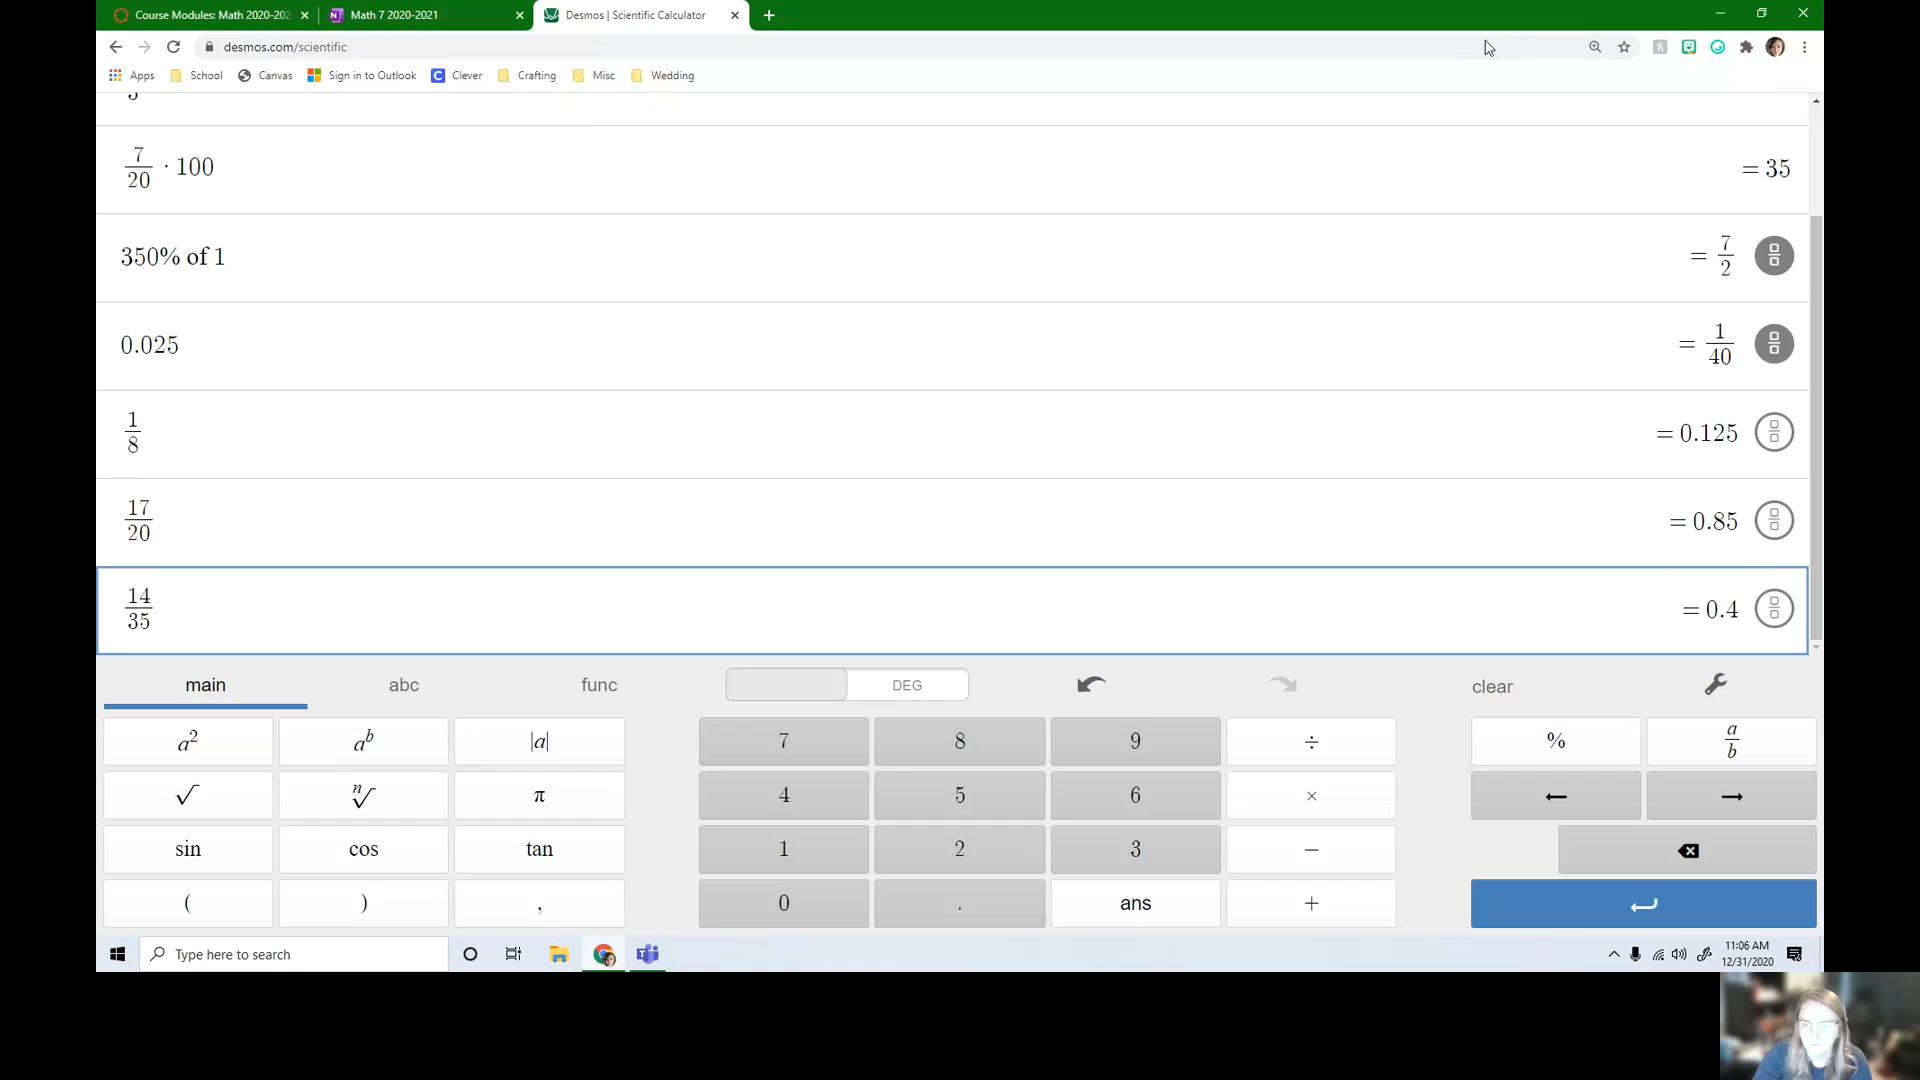 Course Modules: Math 2020-202
Math 7 2020-2021
Desmos | Scientific Calculator
desmos.com/scientific
Apps School Canvas Sign in to Outlook Clever Crafting Misc Wedding
7/20 · 100 = 35
350% of 1 = 7/2
0.025 = 1/40
1/8 = 0.125
17/20 = 0.85
14/35 = 0.4
main abc func DEG clear
a² aᵇ |a| 7 8 9 ÷ % a/b
√ ⁿ√ π 4 5 6 × ← →
sin cos tan 1 2 3 −
( ) , 0 . ans +
Type here to search
11:06 AM
12/31/2020